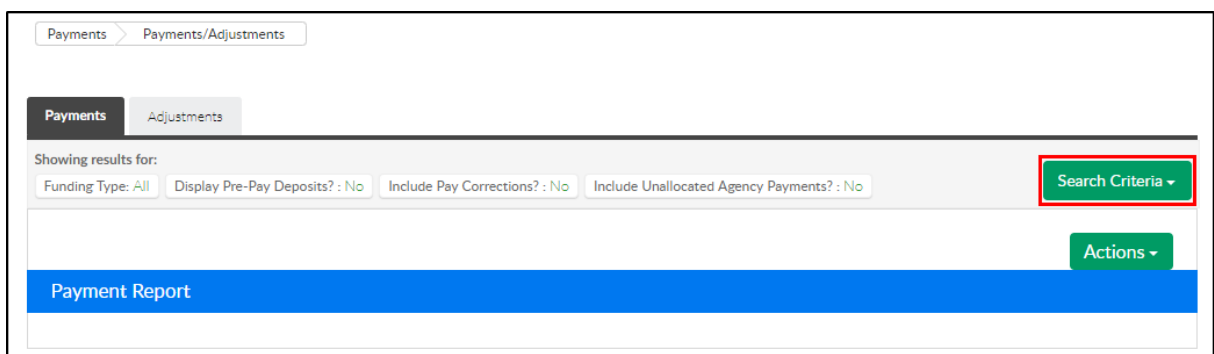 Payments Payments/Adjustments
Payments Adjustments
Showing results for:
Funding Type: All Display Pre-Pay Deposits? : No Include Pay Corrections? : No Include Unallocated Agency Payments? : No
Search Criteria
Actions
Payment Report